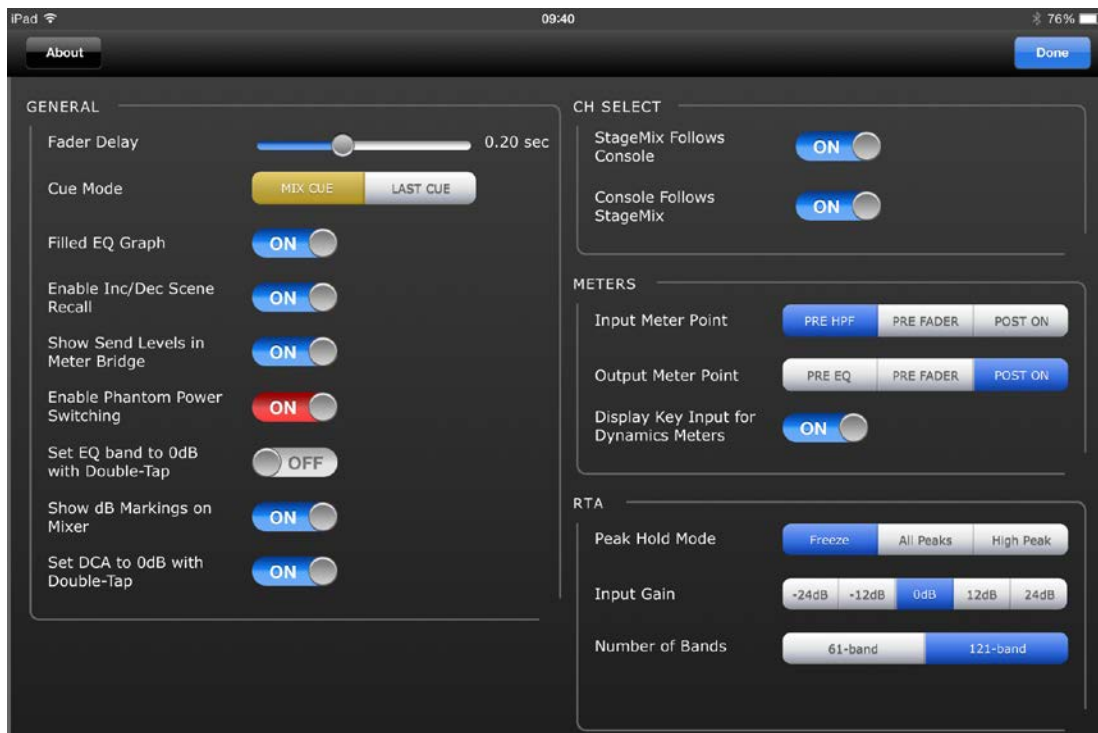 iPad 09:40 76%
About Done
GENERAL
Fader Delay 0.20 sec
Cue Mode MIX CUE LAST CUE
Filled EQ Graph ON
Enable Inc/Dec Scene
Recall ON
Show Send Levels in
Meter Bridge ON
Enable Phantom Power
Switching ON
Set EQ band to 0dB
with Double-Tap OFF
Show dB Markings on
Mixer ON
Set DCA to 0dB with
Double-Tap ON
CH SELECT
StageMix Follows
Console ON
Console Follows
StageMix ON
METERS
Input Meter Point PRE HPF PRE FADER POST ON
Output Meter Point PRE EQ PRE FADER POST ON
Display Key Input for
Dynamics Meters ON
RTA
Peak Hold Mode Freeze All Peaks High Peak
Input Gain -24dB -12dB 0dB 12dB 24dB
Number of Bands 61-band 121-band